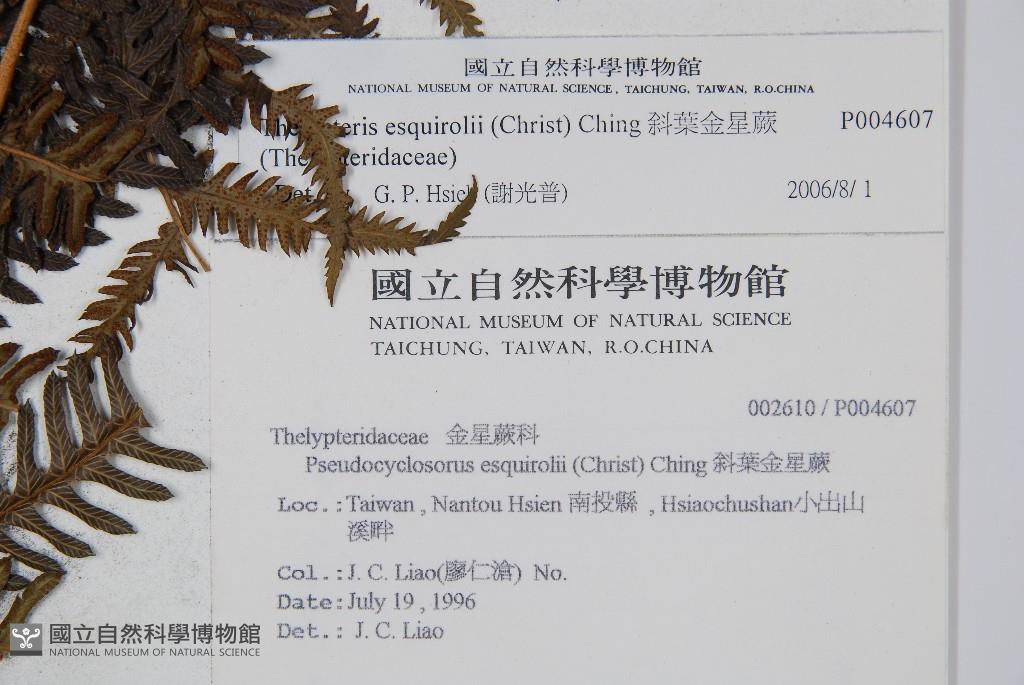 國立自然科學博物館
NATIONAL MUSEUM OF NATURAL SCIENCE, TAICHUNG, TAIWAN, R.O.CHINA
esquirolii (Christ) Ching 斜葉金星蕨 P004607
G. P. Hsieh (謝光普) 2006/8/ 1
國立自然科學博物館
NATIONAL MUSEUM OF NATURAL SCIENCE
TAICHUNG, TAIWAN, R.O.CHINA
002610 / P004607
Thelypteridaceae 金星蕨科
Pseudocyclosorus esquirolii (Christ) Ching 斜葉金星蕨
Loc.:Taiwan , Nantou Hsien 南投縣 , Hsiaochushan小出山
溪畔
Col.:J. C. Liao(廖仁滄) No.
Date:July 19 , 1996
Det.: J. C. Liao
國立自然科學博物館
NATIONAL MUSEUM OF NATURAL SCIENCE